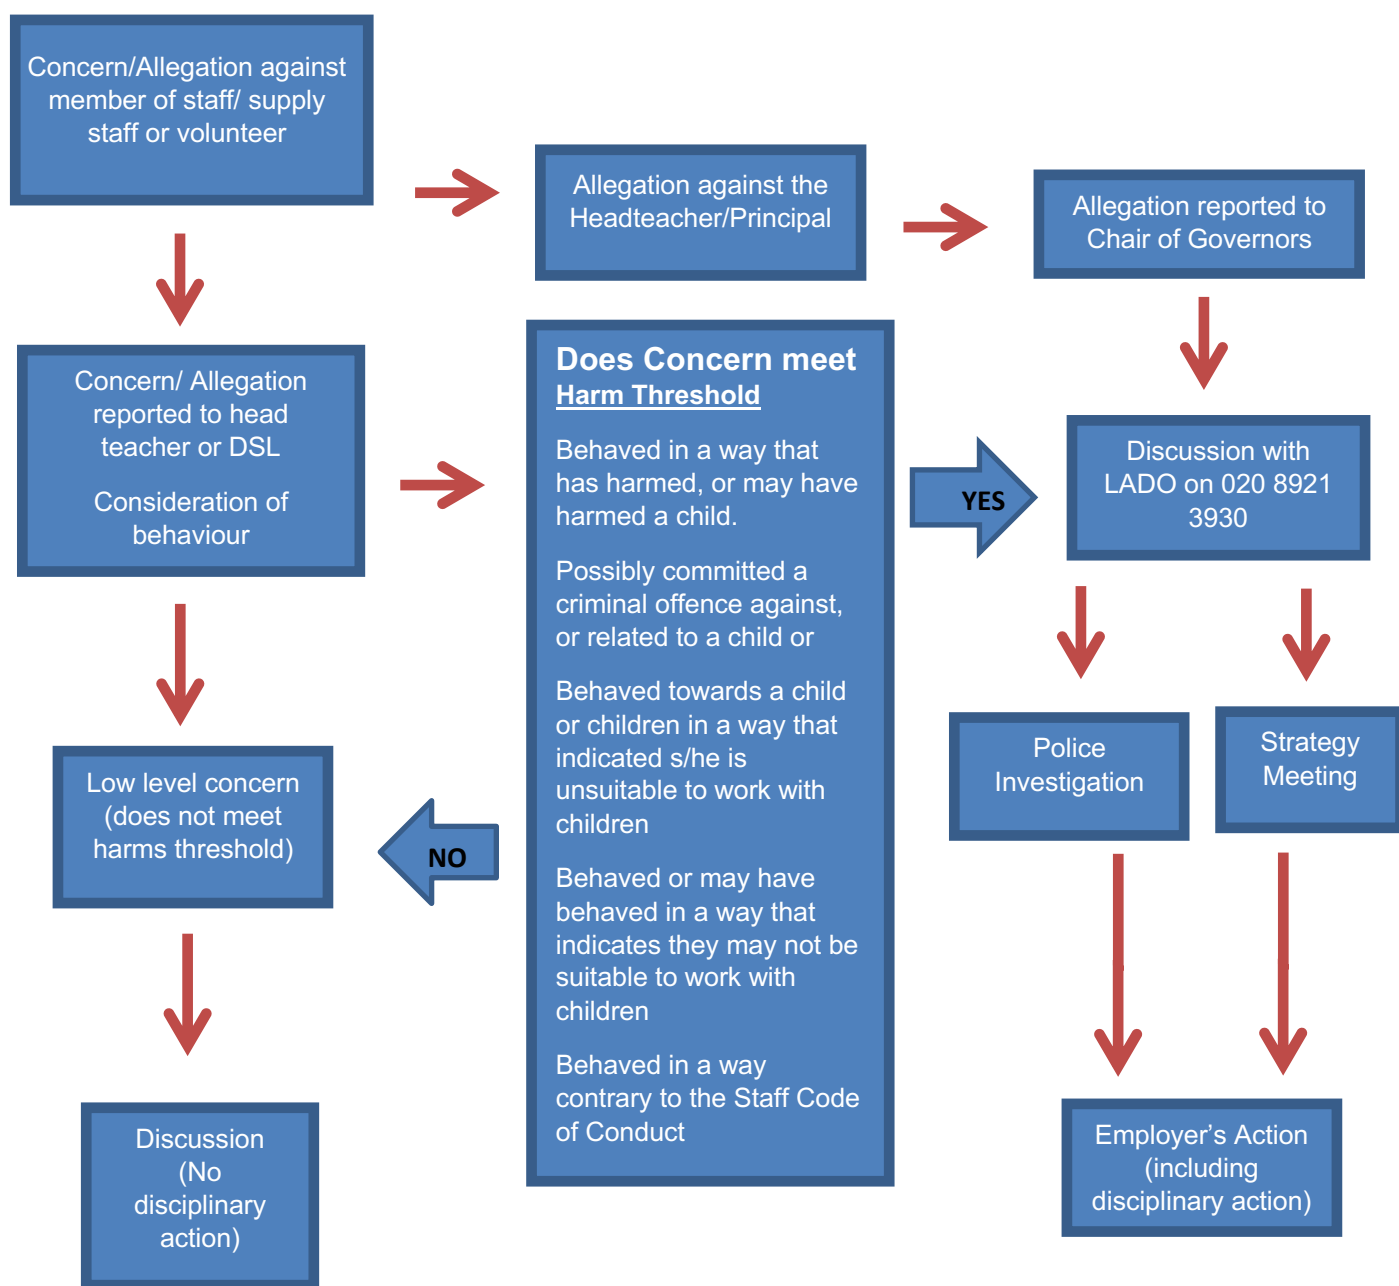 Concern/Allegation against
member of staff/ supply
staff or volunteer
Allegation against the
Headteacher/Principal
Allegation reported to
Chair of Governors
Concern/ Allegation
reported to head
teacher or DSL
Consideration of
behaviour
Does Concern meet
Harm Threshold
Behaved in a way that
has harmed, or may have
harmed a child.
Possibly committed a
criminal offence against,
or related to a child or
Behaved towards a child
or children in a way that
indicated s/he is
unsuitable to work with
children
Behaved or may have
behaved in a way that
indicates they may not be
suitable to work with
children
Behaved in a way
contrary to the Staff Code
of Conduct
YES
Discussion with
LADO on 020 8921
3930
Police
Investigation
Strategy
Meeting
NO
Low level concern
(does not meet
harms threshold)
Discussion
(No
disciplinary
action)
Employer’s Action
(including
disciplinary action)